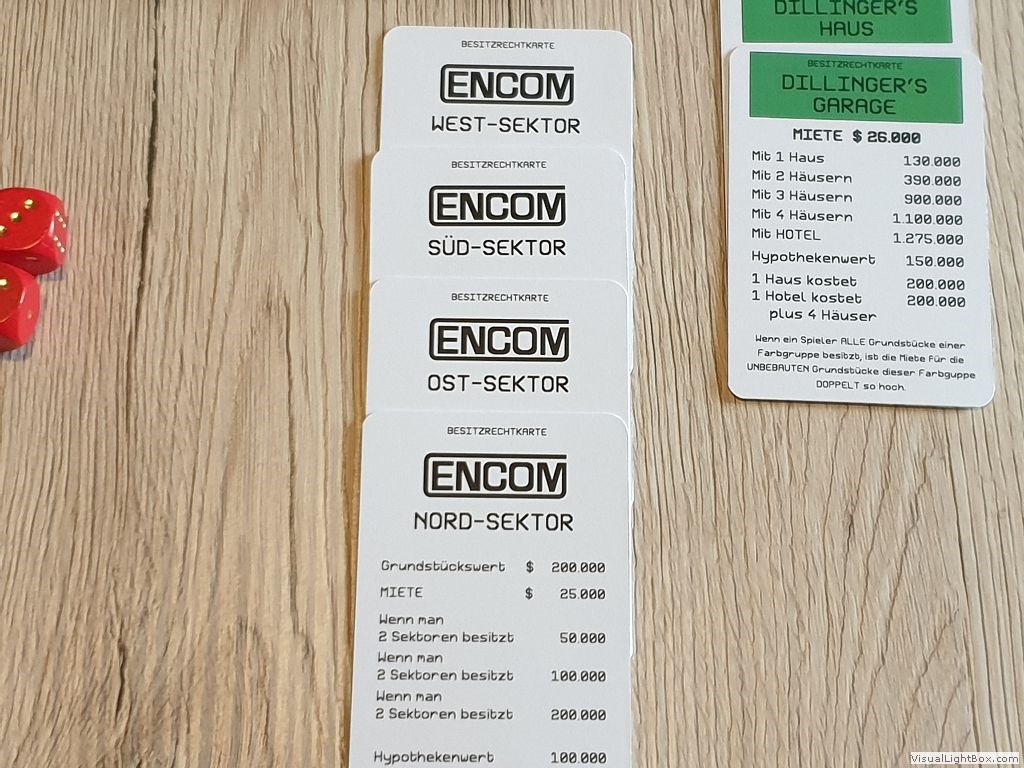 BESITZRECHTKARTE
ENCOM
WEST-SEKTOR
BESITZRECHTKARTE
ENCOM
SÜD-SEKTOR
BESITZRECHTKARTE
ENCOM
OST-SEKTOR
BESITZRECHTKARTE
ENCOM
NORD-SEKTOR
Grundstückswert $ 200.000
MIETE $ 25.000
Wenn man
2 Sektoren besitzt 50.000
Wenn man
2 Sektoren besitzt 100.000
Wenn man
2 Sektoren besitzt 200.000
Hypothekenwert 100.000
DILLINGER'S
HAUS
BESITZRECHTKARTE
DILLINGER'S
GARAGE
MIETE $ 26.000
Mit 1 Haus 130.000
Mit 2 Häusern 390.000
Mit 3 Häusern 900.000
Mit 4 Häusern 1.100.000
Mit HOTEL 1.275.000
Hypothekenwert 150.000
1 Haus kostet 200.000
1 Hotel kostet 200.000
plus 4 Häuser
Wenn ein Spieler ALLE Grundstücke einer
Farbgruppe besitzt, ist die Miete für die
UNBEBAUTEN Grundstücke dieser Farbguppe
DOPPELT so hoch.
VisualLightBox.com